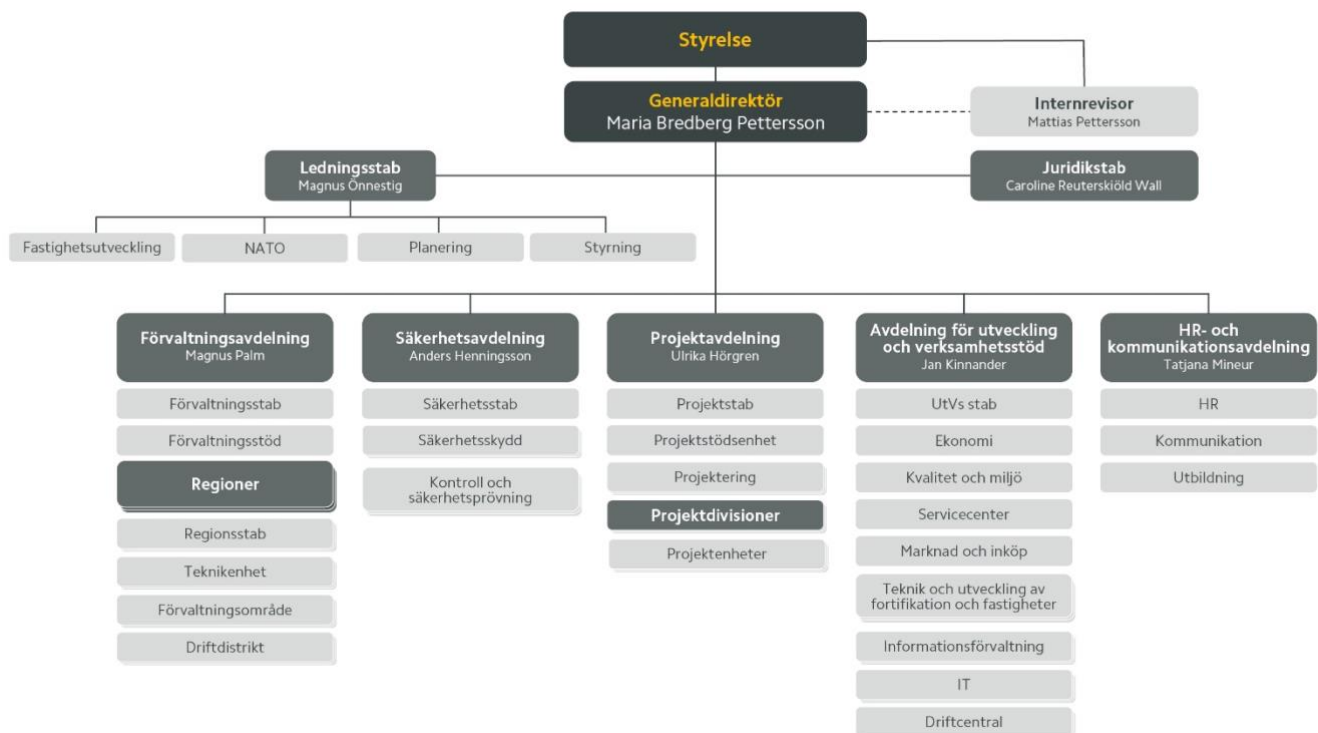 Styrelse
Generaldirektör
Maria Bredberg Pettersson
Internrevisor
Mattias Pettersson
Ledningsstab
Magnus Önnestig
Juridikstab
Caroline Reuterskiöld Wall
Fastighetsutveckling
NATO
Planering
Styrning
Förvaltningsavdelning
Magnus Palm
Förvaltningsstab
Förvaltningsstöd
Regioner
Regionsstab
Teknikenhet
Förvaltningsområde
Driftdistrikt
Säkerhetsavdelning
Anders Henningsson
Säkerhetsstab
Säkerhetsskydd
Kontroll och
säkerhetsprövning
Projektavdelning
Ulrika Hörgren
Projektstab
Projektstödsenhet
Projektering
Projektdivisioner
Projektenheter
Avdelning för utveckling
och verksamhetsstöd
Jan Kinnander
UtVs stab
Ekonomi
Kvalitet och miljö
Servicecenter
Marknad och inköp
Teknik och utveckling av
fortifikation och fastigheter
Informationsförvaltning
IT
Driftcentral
HR- och
kommunikationsavdelning
Tatjana Mineur
HR
Kommunikation
Utbildning